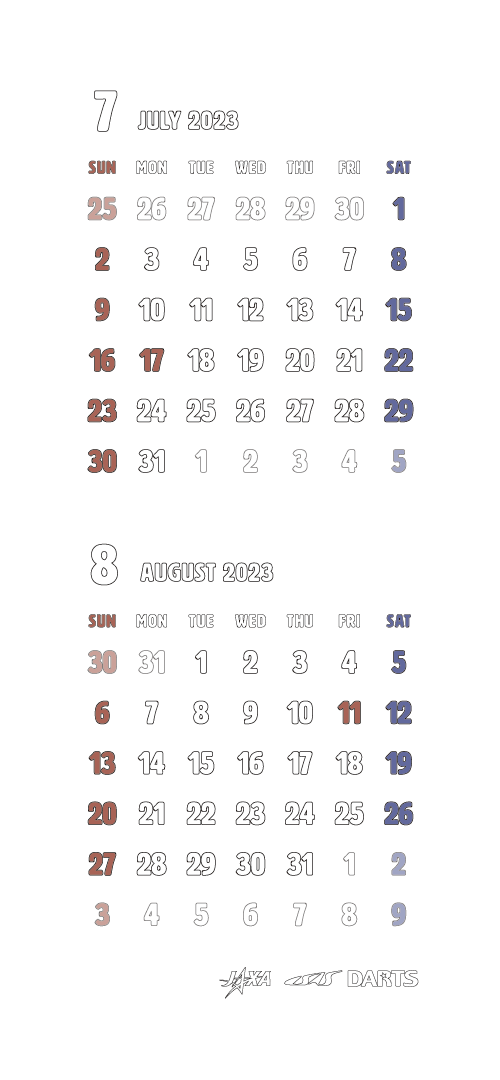 7 JULY 2023
SUN MON TUE WED THU FRI SAT
25 26 27 28 29 30 1
2 3 4 5 6 7 8
9 10 11 12 13 14 15
16 17 18 19 20 21 22
23 24 25 26 27 28 29
30 31 1 2 3 4 5
8 AUGUST 2023
SUN MON TUE WED THU FRI SAT
30 31 1 2 3 4 5
6 7 8 9 10 11 12
13 14 15 16 17 18 19
20 21 22 23 24 25 26
27 28 29 30 31 1 2
3 4 5 6 7 8 9
JAXA ISAS DARTS